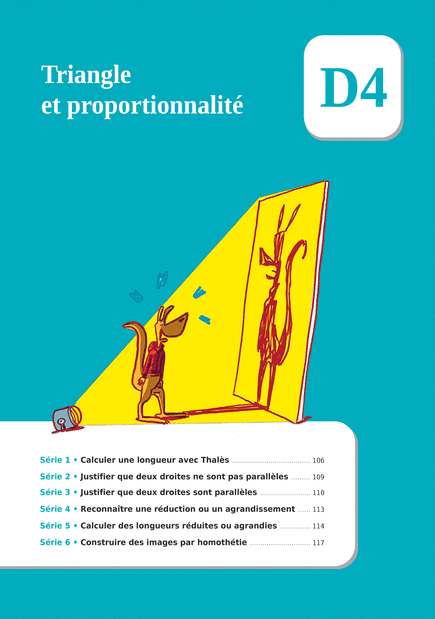 Triangle
et proportionnalité
D4
Série 1 • Calculer une longueur avec Thalès ................................ 106
Série 2 • Justifier que deux droites ne sont pas parallèles ........ 109
Série 3 • Justifier que deux droites sont parallèles .................... 110
Série 4 • Reconnaître une réduction ou un agrandissement ..... 113
Série 5 • Calculer des longueurs réduites ou agrandies ............ 114
Série 6 • Construire des images par homothétie ........................ 117